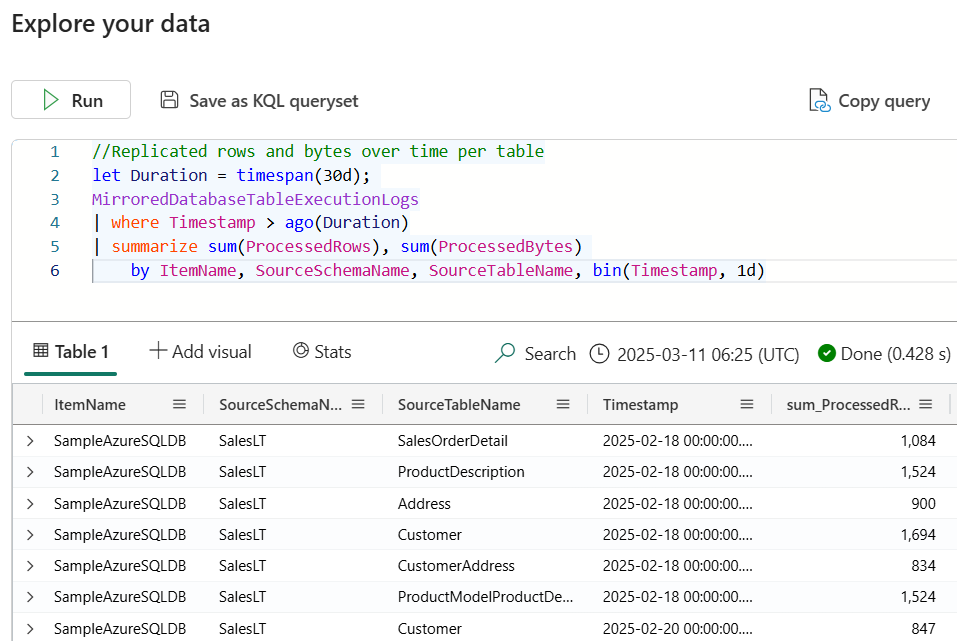 Explore your data
Run Save as KQL queryset Copy query
1 //Replicated rows and bytes over time per table
2 let Duration = timespan(30d);
3 MirroredDatabaseTableExecutionLogs
4 | where Timestamp > ago(Duration)
5 | summarize sum(ProcessedRows), sum(ProcessedBytes)
6 by ItemName, SourceSchemaName, SourceTableName, bin(Timestamp, 1d)
Table 1 Add visual Stats Search 2025-03-11 06:25 (UTC) Done (0.428 s)
ItemName SourceSchemaN... SourceTableName Timestamp sum_ProcessedR...
SampleAzureSQLDB SalesLT SalesOrderDetail 2025-02-18 00:00:00.... 1,084
SampleAzureSQLDB SalesLT ProductDescription 2025-02-18 00:00:00.... 1,524
SampleAzureSQLDB SalesLT Address 2025-02-18 00:00:00.... 900
SampleAzureSQLDB SalesLT Customer 2025-02-18 00:00:00.... 1,694
SampleAzureSQLDB SalesLT CustomerAddress 2025-02-18 00:00:00.... 834
SampleAzureSQLDB SalesLT ProductModelProductDe... 2025-02-18 00:00:00.... 1,524
SampleAzureSQLDB SalesLT Customer 2025-02-20 00:00:00.... 847